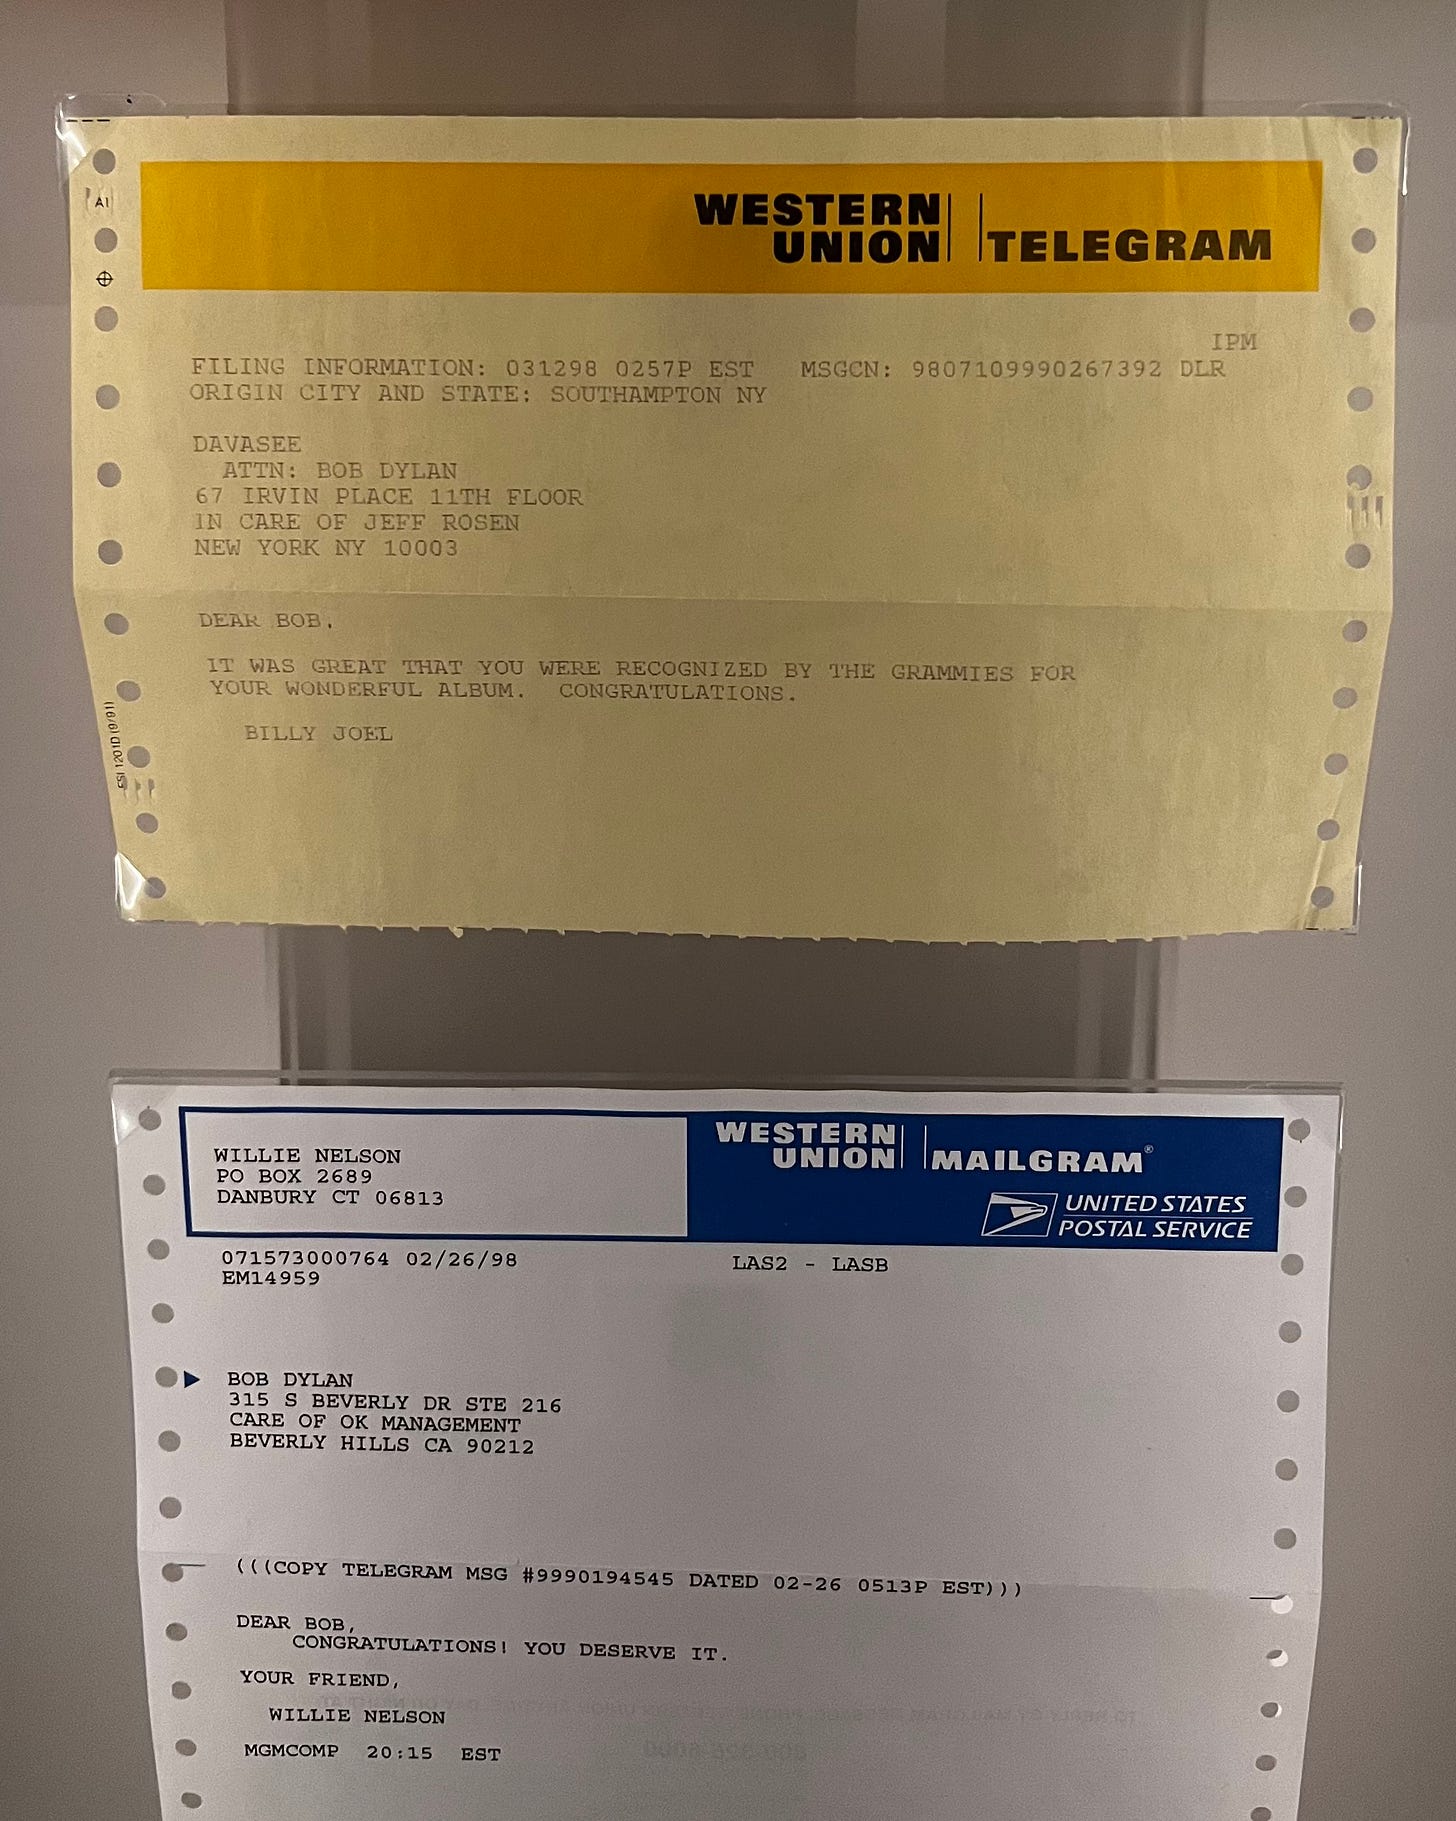 WESTERN
UNION TELEGRAM
A1
IPM
FILING INFORMATION: 031298 0257P EST MSGCN: 9807109990267392 DLR
ORIGIN CITY AND STATE: SOUTHAMPTON NY
DAVASEE
ATTN: BOB DYLAN
67 IRVIN PLACE 11TH FLOOR
IN CARE OF JEFF ROSEN
NEW YORK NY 10003
DEAR BOB,
IT WAS GREAT THAT YOU WERE RECOGNIZED BY THE GRAMMIES FOR
YOUR WONDERFUL ALBUM. CONGRATULATIONS.
BILLY JOEL
ESI 1201D (9/91)
WILLIE NELSON
PO BOX 2689
DANBURY CT 06813
WESTERN
UNION MAILGRAM®
UNITED STATES
POSTAL SERVICE
071573000764 02/26/98 LAS2 - LASB
EM14959
BOB DYLAN
315 S BEVERLY DR STE 216
CARE OF OK MANAGEMENT
BEVERLY HILLS CA 90212
(((COPY TELEGRAM MSG #9990194545 DATED 02-26 0513P EST)))
DEAR BOB,
CONGRATULATIONS! YOU DESERVE IT.
YOUR FRIEND,
WILLIE NELSON
MGMCOMP 20:15 EST